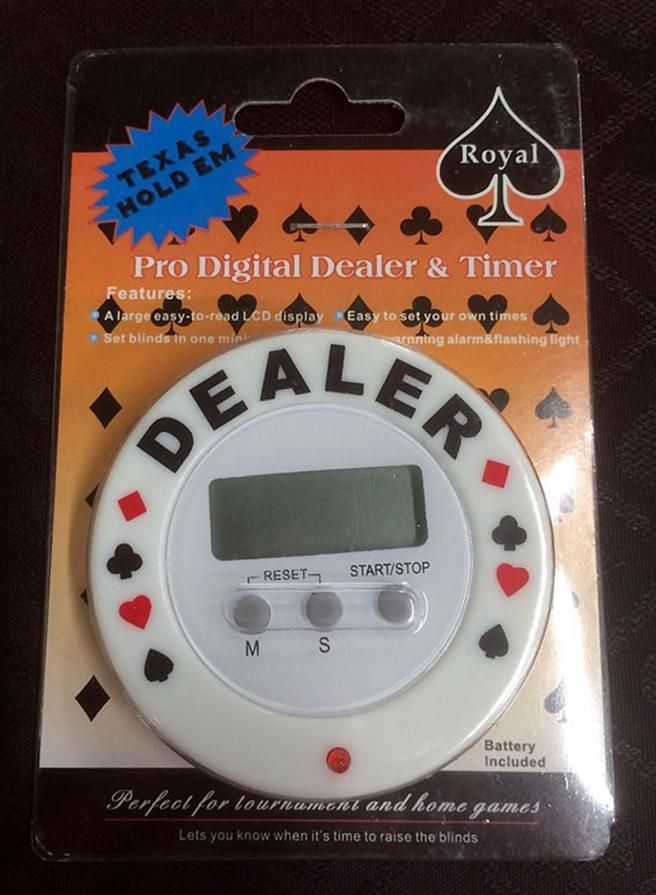 TEXAS
HOLD EM
Royal
Pro Digital Dealer & Timer
Features:
A large easy-to-read LCD display
Easy to set your own times
Set blinds in one
warnning alarm&flashing light
DEALER
RESET
START/STOP
M
S
Battery
Included
Perfect for tournament and home games
Lets you know when it's time to raise the blinds